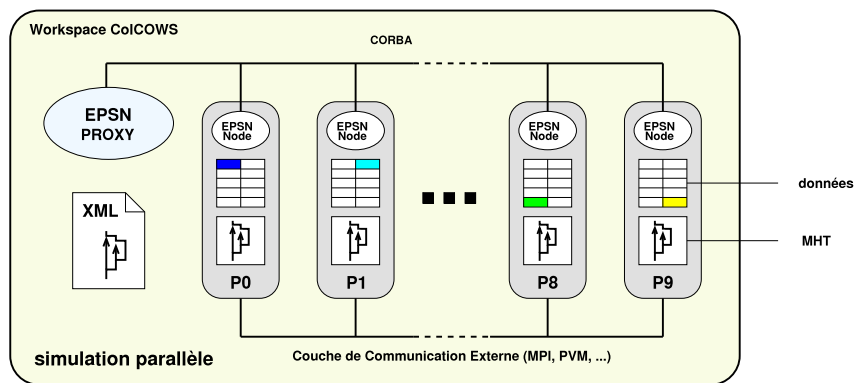 Workspace ColCOWS
CORBA
EPSN
PROXY
EPSN
Node
EPSN
Node
EPSN
Node
EPSN
Node
XML
données
MHT
P0
P1
P8
P9
simulation parallèle
Couche de Communication Externe (MPI, PVM, ...)